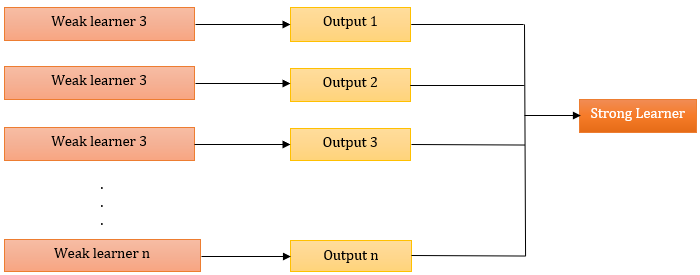 Weak learner 3
Output 1
Weak learner 3
Output 2
Strong Learner
Weak learner 3
Output 3
.
.
.
Weak learner n
Output n